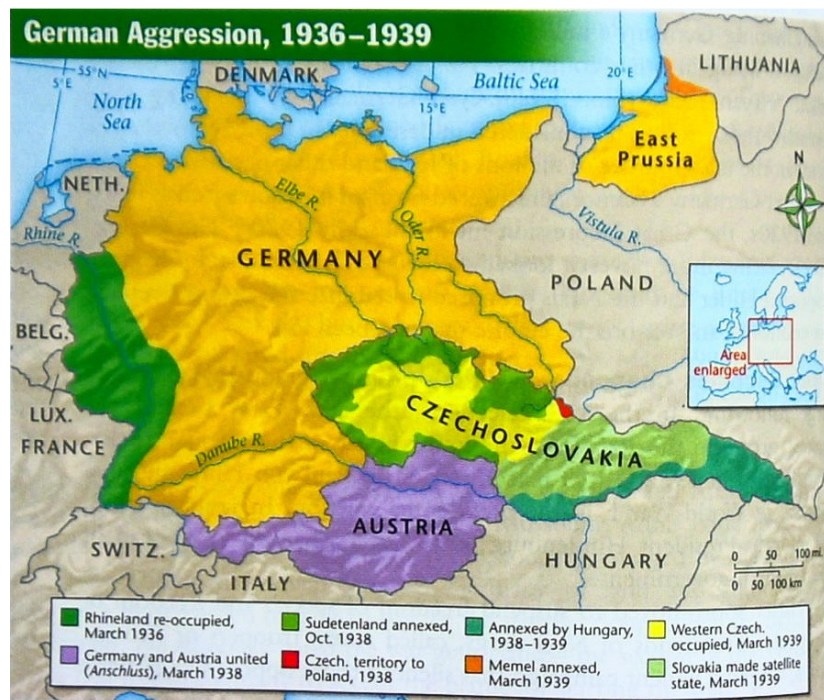 German Aggression, 1936–1939
55°N
5°E
DENMARK
Baltic Sea
20°E
LITHUANIA
North
Sea
15°E
East
Prussia
N
NETH.
Elbe R.
Oder R.
Vistula R.
Rhine R.
GERMANY
POLAND
BELG.
Area
enlarged
LUX.
CZECHOSLOVAKIA
FRANCE
Danube R.
AUSTRIA
SWITZ.
HUNGARY
ITALY
0 50 100 mi.
0 50 100 km
Rhineland re-occupied,
March 1936
Germany and Austria united
(Anschluss), March 1938
Sudetenland annexed,
Oct. 1938
Czech. territory to
Poland, 1938
Annexed by Hungary,
1938–1939
Memel annexed,
March 1939
Western Czech.
occupied, March 1939
Slovakia made satellite
state, March 1939